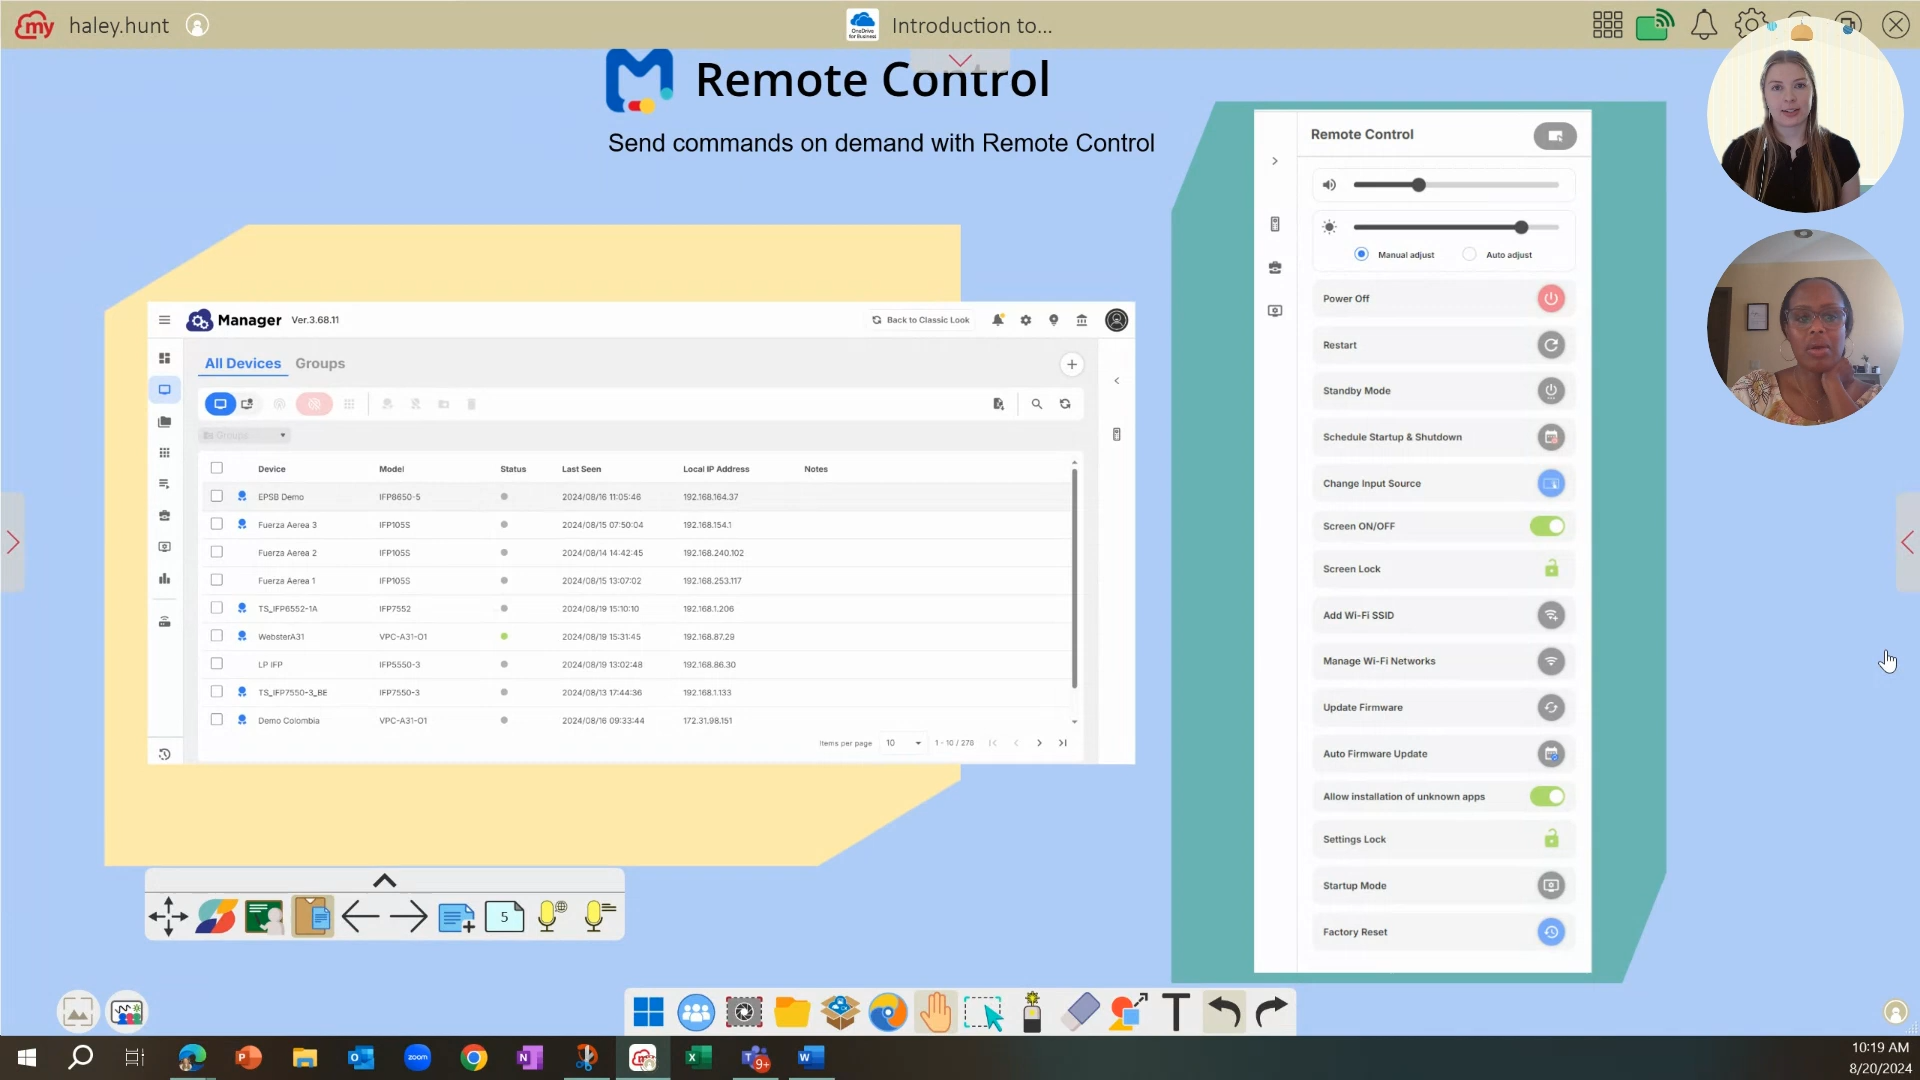 my haley.hunt
OneDrive for Business
Introduction to...
Remote Control
Send commands on demand with Remote Control
Manager Ver.3.68.11
Back to Classic Look
All Devices Groups
Groups
Device Model Status Last Seen Local IP Address Notes
EPSB Demo IFP8650-5 2024/08/16 11:05:46 192.168.164.37
Fuerza Aerea 3 IFP105S 2024/08/15 07:50:04 192.168.154.1
Fuerza Aerea 2 IFP105S 2024/08/14 14:42:45 192.168.240.102
Fuerza Aerea 1 IFP105S 2024/08/15 13:07:02 192.168.253.117
TS_IFP6552-1A IFP7552 2024/08/19 15:10:10 192.168.1.206
WebsterA31 VPC-A31-O1 2024/08/19 15:31:45 192.168.87.29
LP IFP IFP5550-3 2024/08/19 13:02:48 192.168.86.30
TS_IFP7550-3_BE IFP7550-3 2024/08/13 17:44:36 192.168.1.133
Demo Colombia VPC-A31-O1 2024/08/16 09:33:44 172.31.98.151
Items per page 10 1 - 10 / 278
Remote Control
Manual adjust Auto adjust
Power Off
Restart
Standby Mode
Schedule Startup & Shutdown
Change Input Source
Screen ON/OFF
Screen Lock
Add Wi-Fi SSID
Manage Wi-Fi Networks
Update Firmware
Auto Firmware Update
Allow installation of unknown apps
Settings Lock
Startup Mode
Factory Reset
5
T
zoom
9+
10:19 AM
8/20/2024